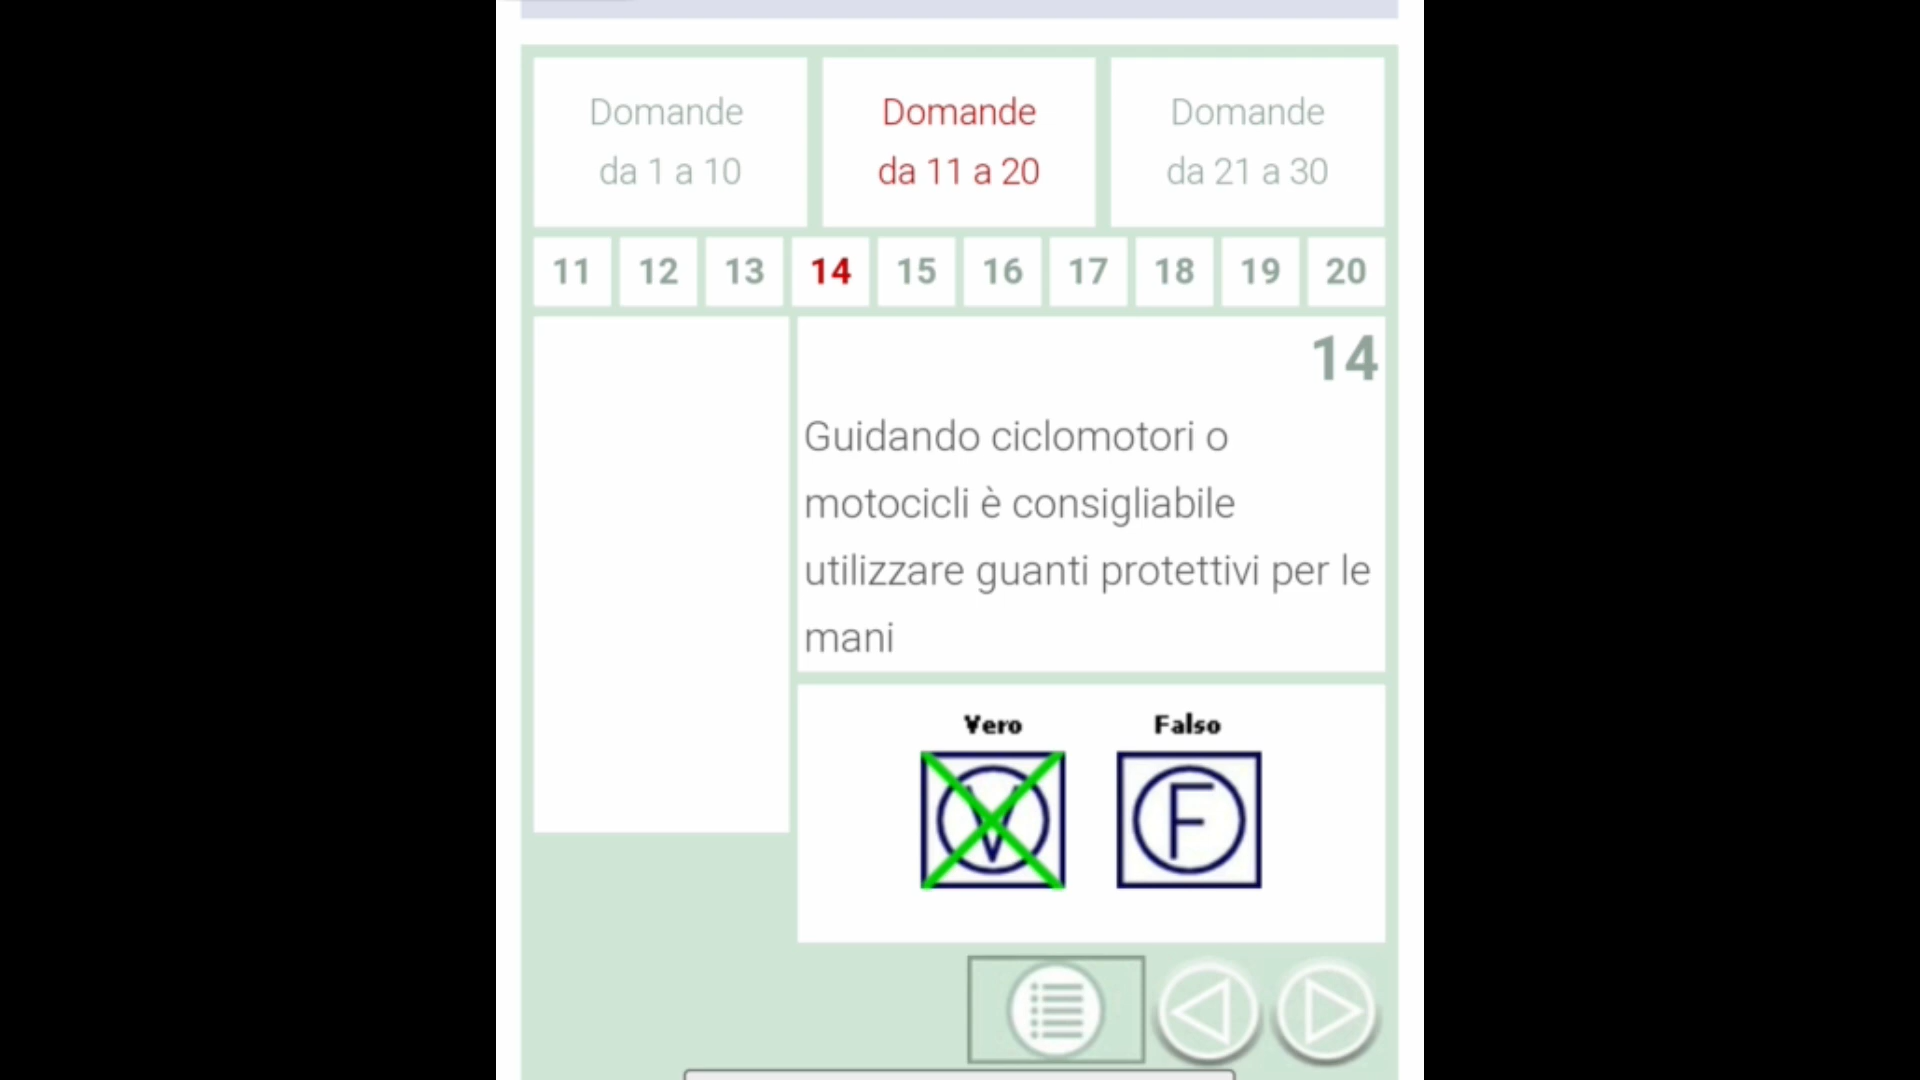 Domande
da 1 a 10
Domande
da 11 a 20
Domande
da 21 a 30
11 12 13 14 15 16 17 18 19 20
14
Guidando ciclomotori o
motocicli è consigliabile
utilizzare guanti protettivi per le
mani
Vero Falso
V F